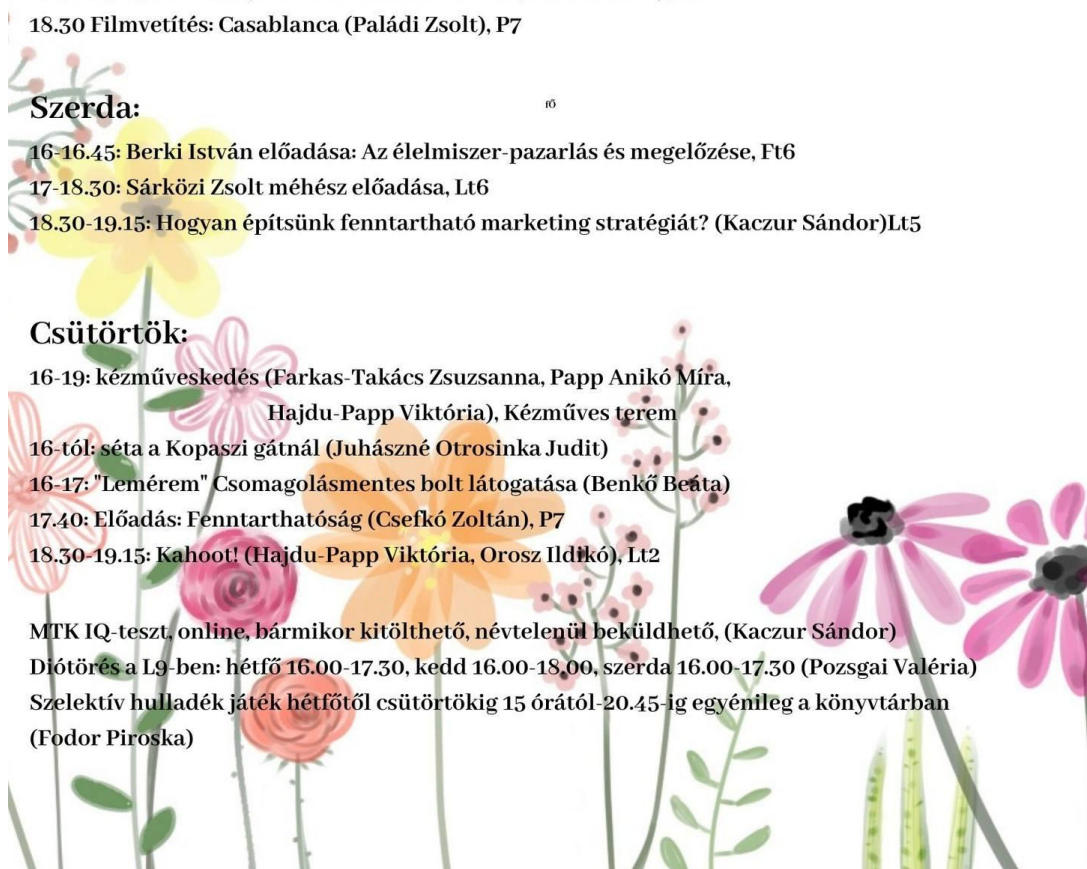 18.30 Filmvetítés: Casablanca (Paládi Zsolt), P7
Szerda:
fő
16-16.45: Berki István előadása: Az élelmiszer-pazarlás és megelőzése, Ft6
17-18.30: Sárközi Zsolt méhész előadása, Lt6
18.30-19.15: Hogyan építsünk fenntartható marketing stratégiát? (Kaczur Sándor)Lt5
Csütörtök:
16-19: kézműveskedés (Farkas-Takács Zsuzsanna, Papp Anikó Míra,
Hajdu-Papp Viktória), Kézműves terem
16-tól: séta a Kopaszi gátnál (Juhászné Otrosinka Judit)
16-17: "Lemérem" Csomagolásmentes bolt látogatása (Benkő Beáta)
17.40: Előadás: Fenntarthatóság (Csefkó Zoltán), P7
18.30-19.15: Kahoot! (Hajdu-Papp Viktória, Orosz Ildikó), Lt2
MTK IQ-teszt, online, bármikor kitölthető, névtelenül beküldhető, (Kaczur Sándor)
Diótörés a L9-ben: hétfő 16.00-17.30, kedd 16.00-18,00, szerda 16.00-17.30 (Pozsgai Valéria)
Szelektív hulladék játék hétfőtől csütörtökig 15 órától-20.45-ig egyénileg a könyvtárban
(Fodor Piroska)